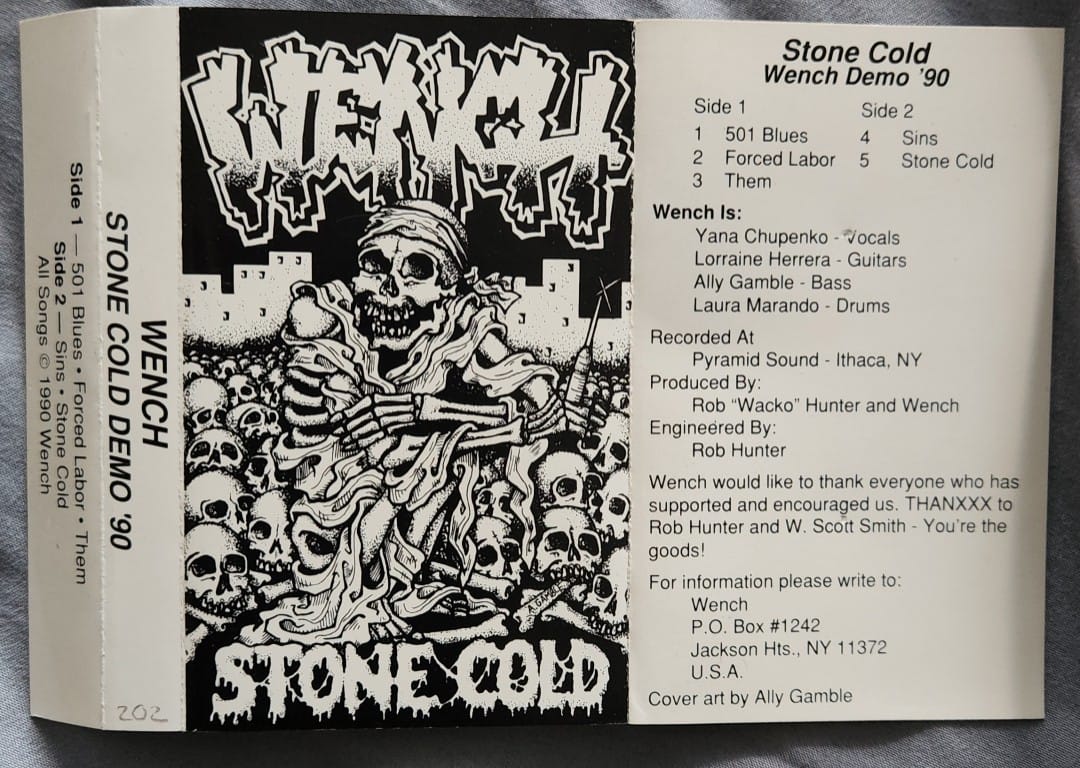 Side 1 — 501 Blues • Forced Labor • Them
Side 2 — Sins • Stone Cold
All Songs © 1990 Wench
WENCH
STONE COLD DEMO '90
202
WENCH
A. GAMBLE
STONE COLD
Stone Cold
Wench Demo '90
Side 1
1 501 Blues
2 Forced Labor
3 Them
Side 2
4 Sins
5 Stone Cold
Wench Is:
Yana Chupenko - Vocals
Lorraine Herrera - Guitars
Ally Gamble - Bass
Laura Marando - Drums
Recorded At
Pyramid Sound - Ithaca, NY
Produced By:
Rob "Wacko" Hunter and Wench
Engineered By:
Rob Hunter
Wench would like to thank everyone who has
supported and encouraged us. THANXXX to
Rob Hunter and W. Scott Smith - You're the
goods!
For information please write to:
Wench
P.O. Box #1242
Jackson Hts., NY 11372
U.S.A.
Cover art by Ally Gamble